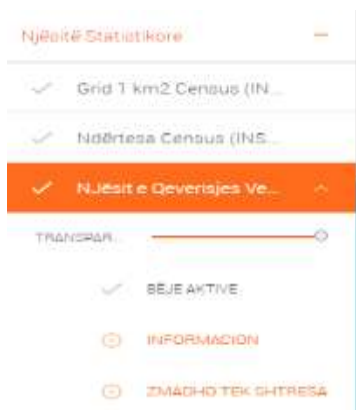 Njësitë Statistikore
Grid 1 km2 Census (IN...
Ndërtesa Census (INS...
NJësit e Qeverisjes Ve...
TRANSPAR...
BËJE AKTIVE
INFORMACION
ZMADHO TEK SHTRESA